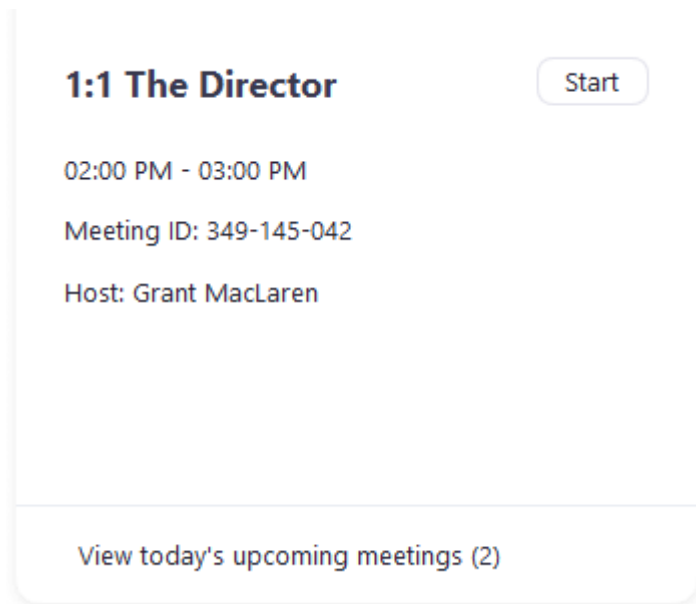 1:1 The Director
Start
02:00 PM - 03:00 PM
Meeting ID: 349-145-042
Host: Grant MacLaren
View today's upcoming meetings (2)